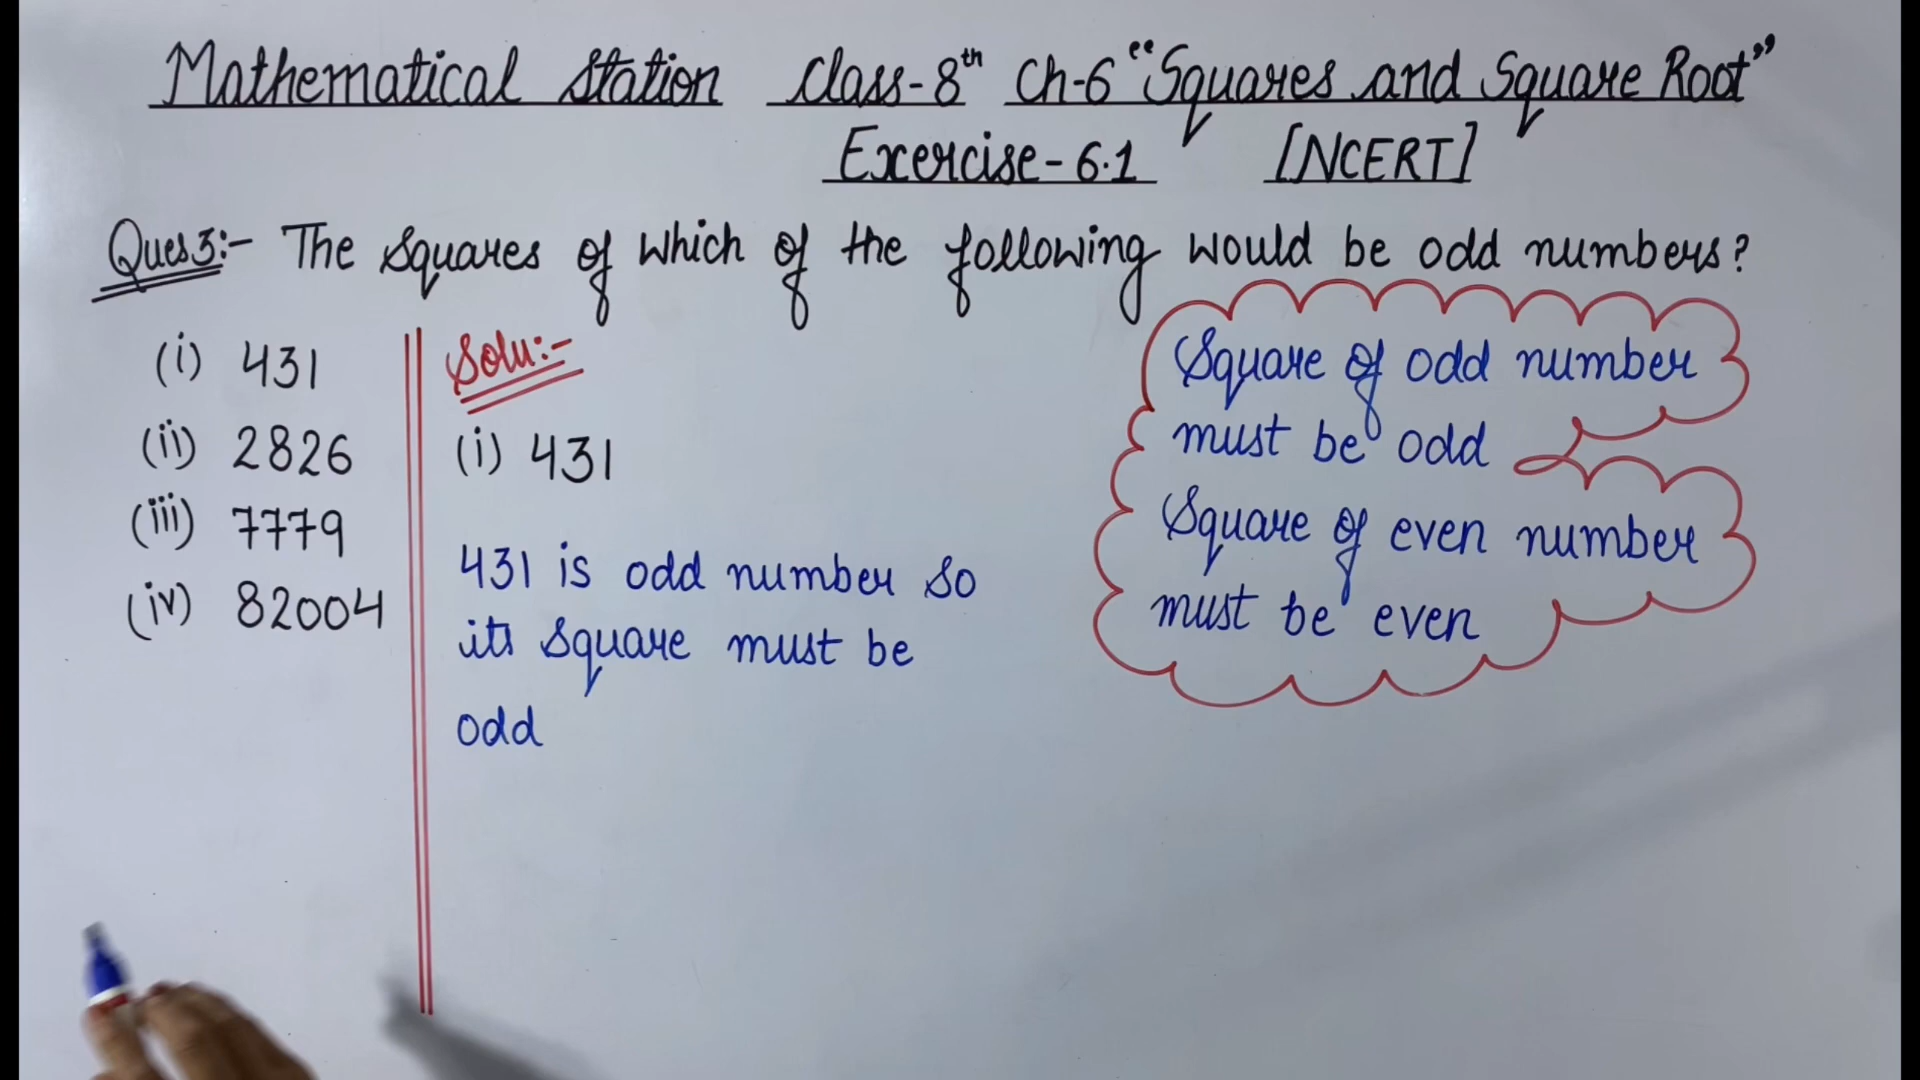 Mathematical Station Class-8th Ch-6 "Squares and Square Root"
Exercise-6.1 [NCERT]
Ques3:- The squares of which of the following would be odd numbers?
(i) 431
(ii) 2826
(iii) 7779
(iv) 82004
Solu:-
(i) 431
431 is odd number so
its square must be
odd
Square of odd number
must be odd
Square of even number
must be even